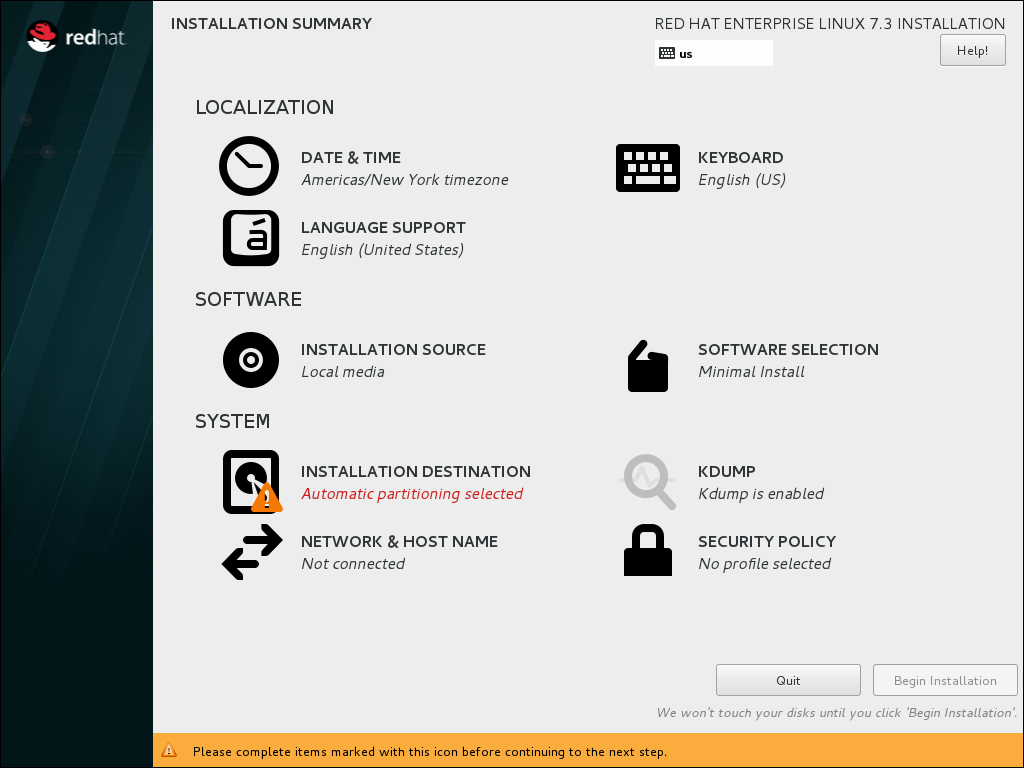 redhat.
INSTALLATION SUMMARY
RED HAT ENTERPRISE LINUX 7.3 INSTALLATION
us
Help!
LOCALIZATION
DATE & TIME
Americas/New York timezone
KEYBOARD
English (US)
á
LANGUAGE SUPPORT
English (United States)
SOFTWARE
INSTALLATION SOURCE
Local media
SOFTWARE SELECTION
Minimal Install
SYSTEM
INSTALLATION DESTINATION
Automatic partitioning selected
KDUMP
Kdump is enabled
NETWORK & HOST NAME
Not connected
SECURITY POLICY
No profile selected
Quit
Begin Installation
We won't touch your disks until you click 'Begin Installation'.
Please complete items marked with this icon before continuing to the next step.